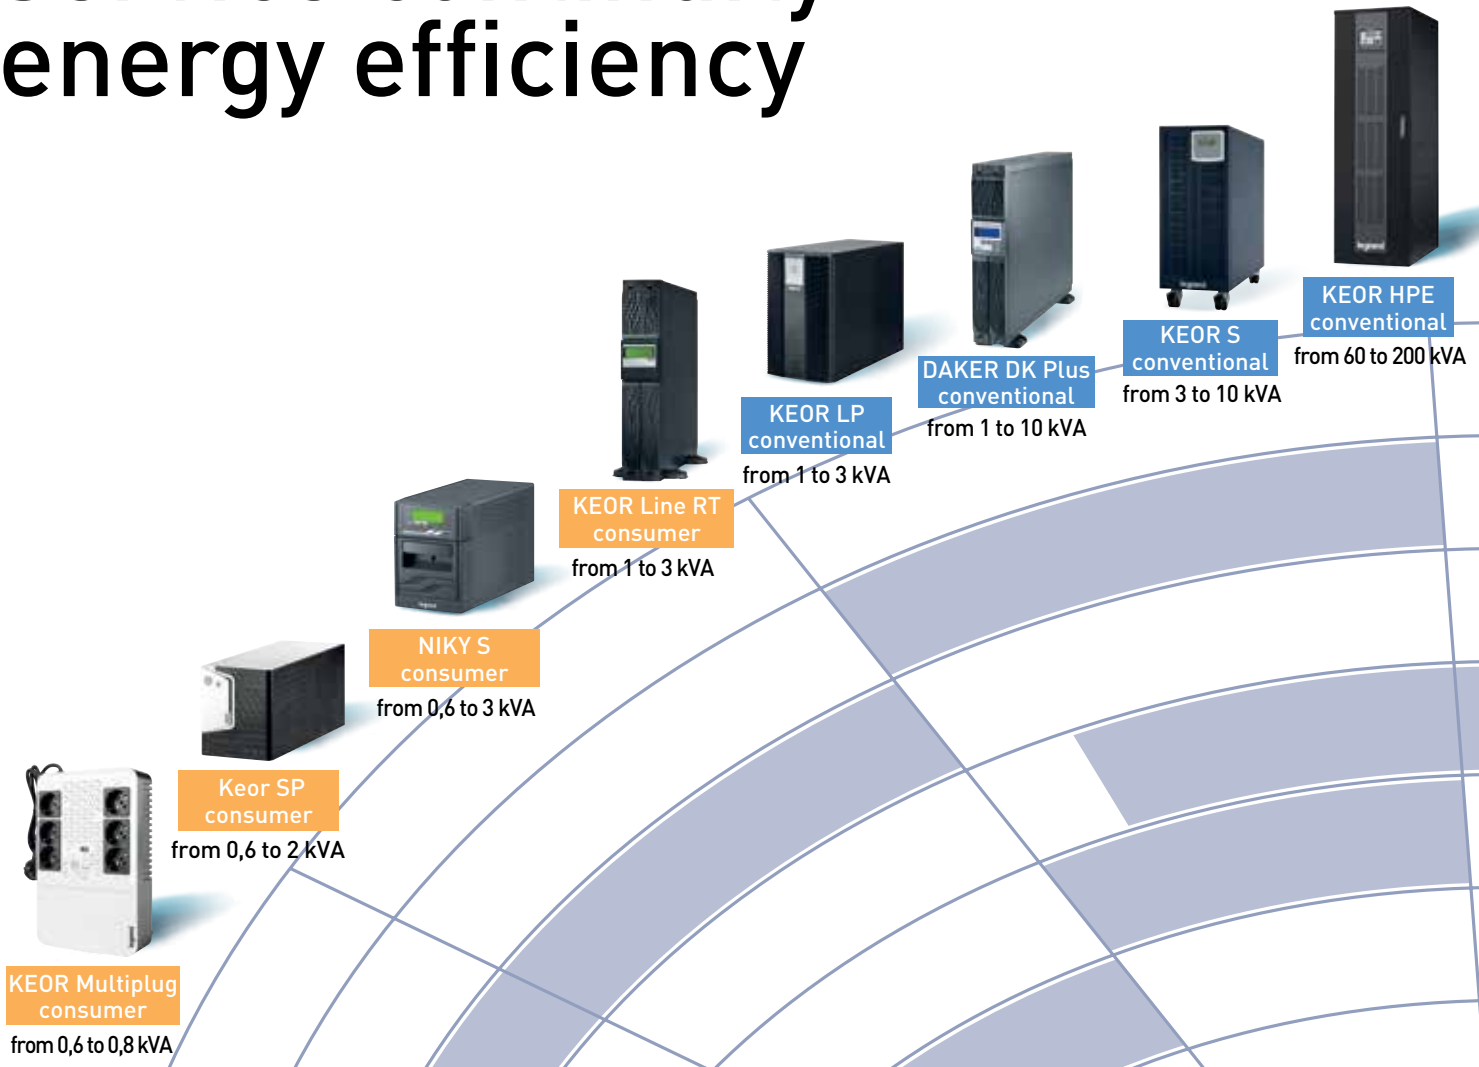 energy efficiency
KEOR HPE
conventional
from 60 to 200 kVA
KEOR S
conventional
from 3 to 10 kVA
DAKER DK Plus
conventional
from 1 to 10 kVA
KEOR LP
conventional
from 1 to 3 kVA
KEOR Line RT
consumer
from 1 to 3 kVA
NIKY S
consumer
from 0,6 to 3 kVA
Keor SP
consumer
from 0,6 to 2 kVA
KEOR Multiplug
consumer
from 0,6 to 0,8 kVA
legrand
legrand